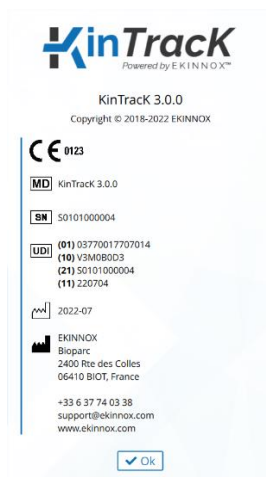 KinTracK
Powered by EKINNOX™
KinTracK 3.0.0
Copyright © 2018-2022 EKINNOX
CE 0123
MD KinTracK 3.0.0
SN S0101000004
UDI (01) 03770017707014
(10) V3M0B0D3
(21) S0101000004
(11) 220704
2022-07
EKINNOX
Bioparc
2400 Rte des Colles
06410 BIOT, France
+33 6 37 74 03 38
support@ekinnox.com
www.ekinnox.com
Ok